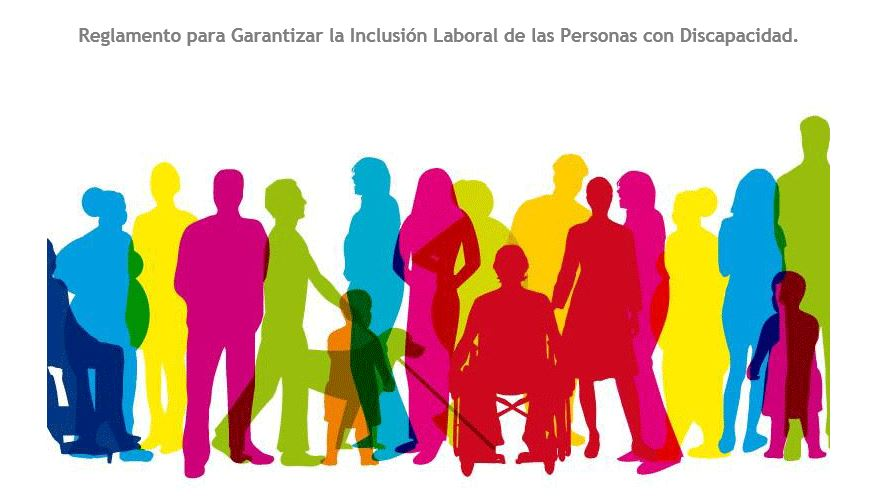 Reglamento para Garantizar la Inclusión Laboral de las Personas con Discapacidad.